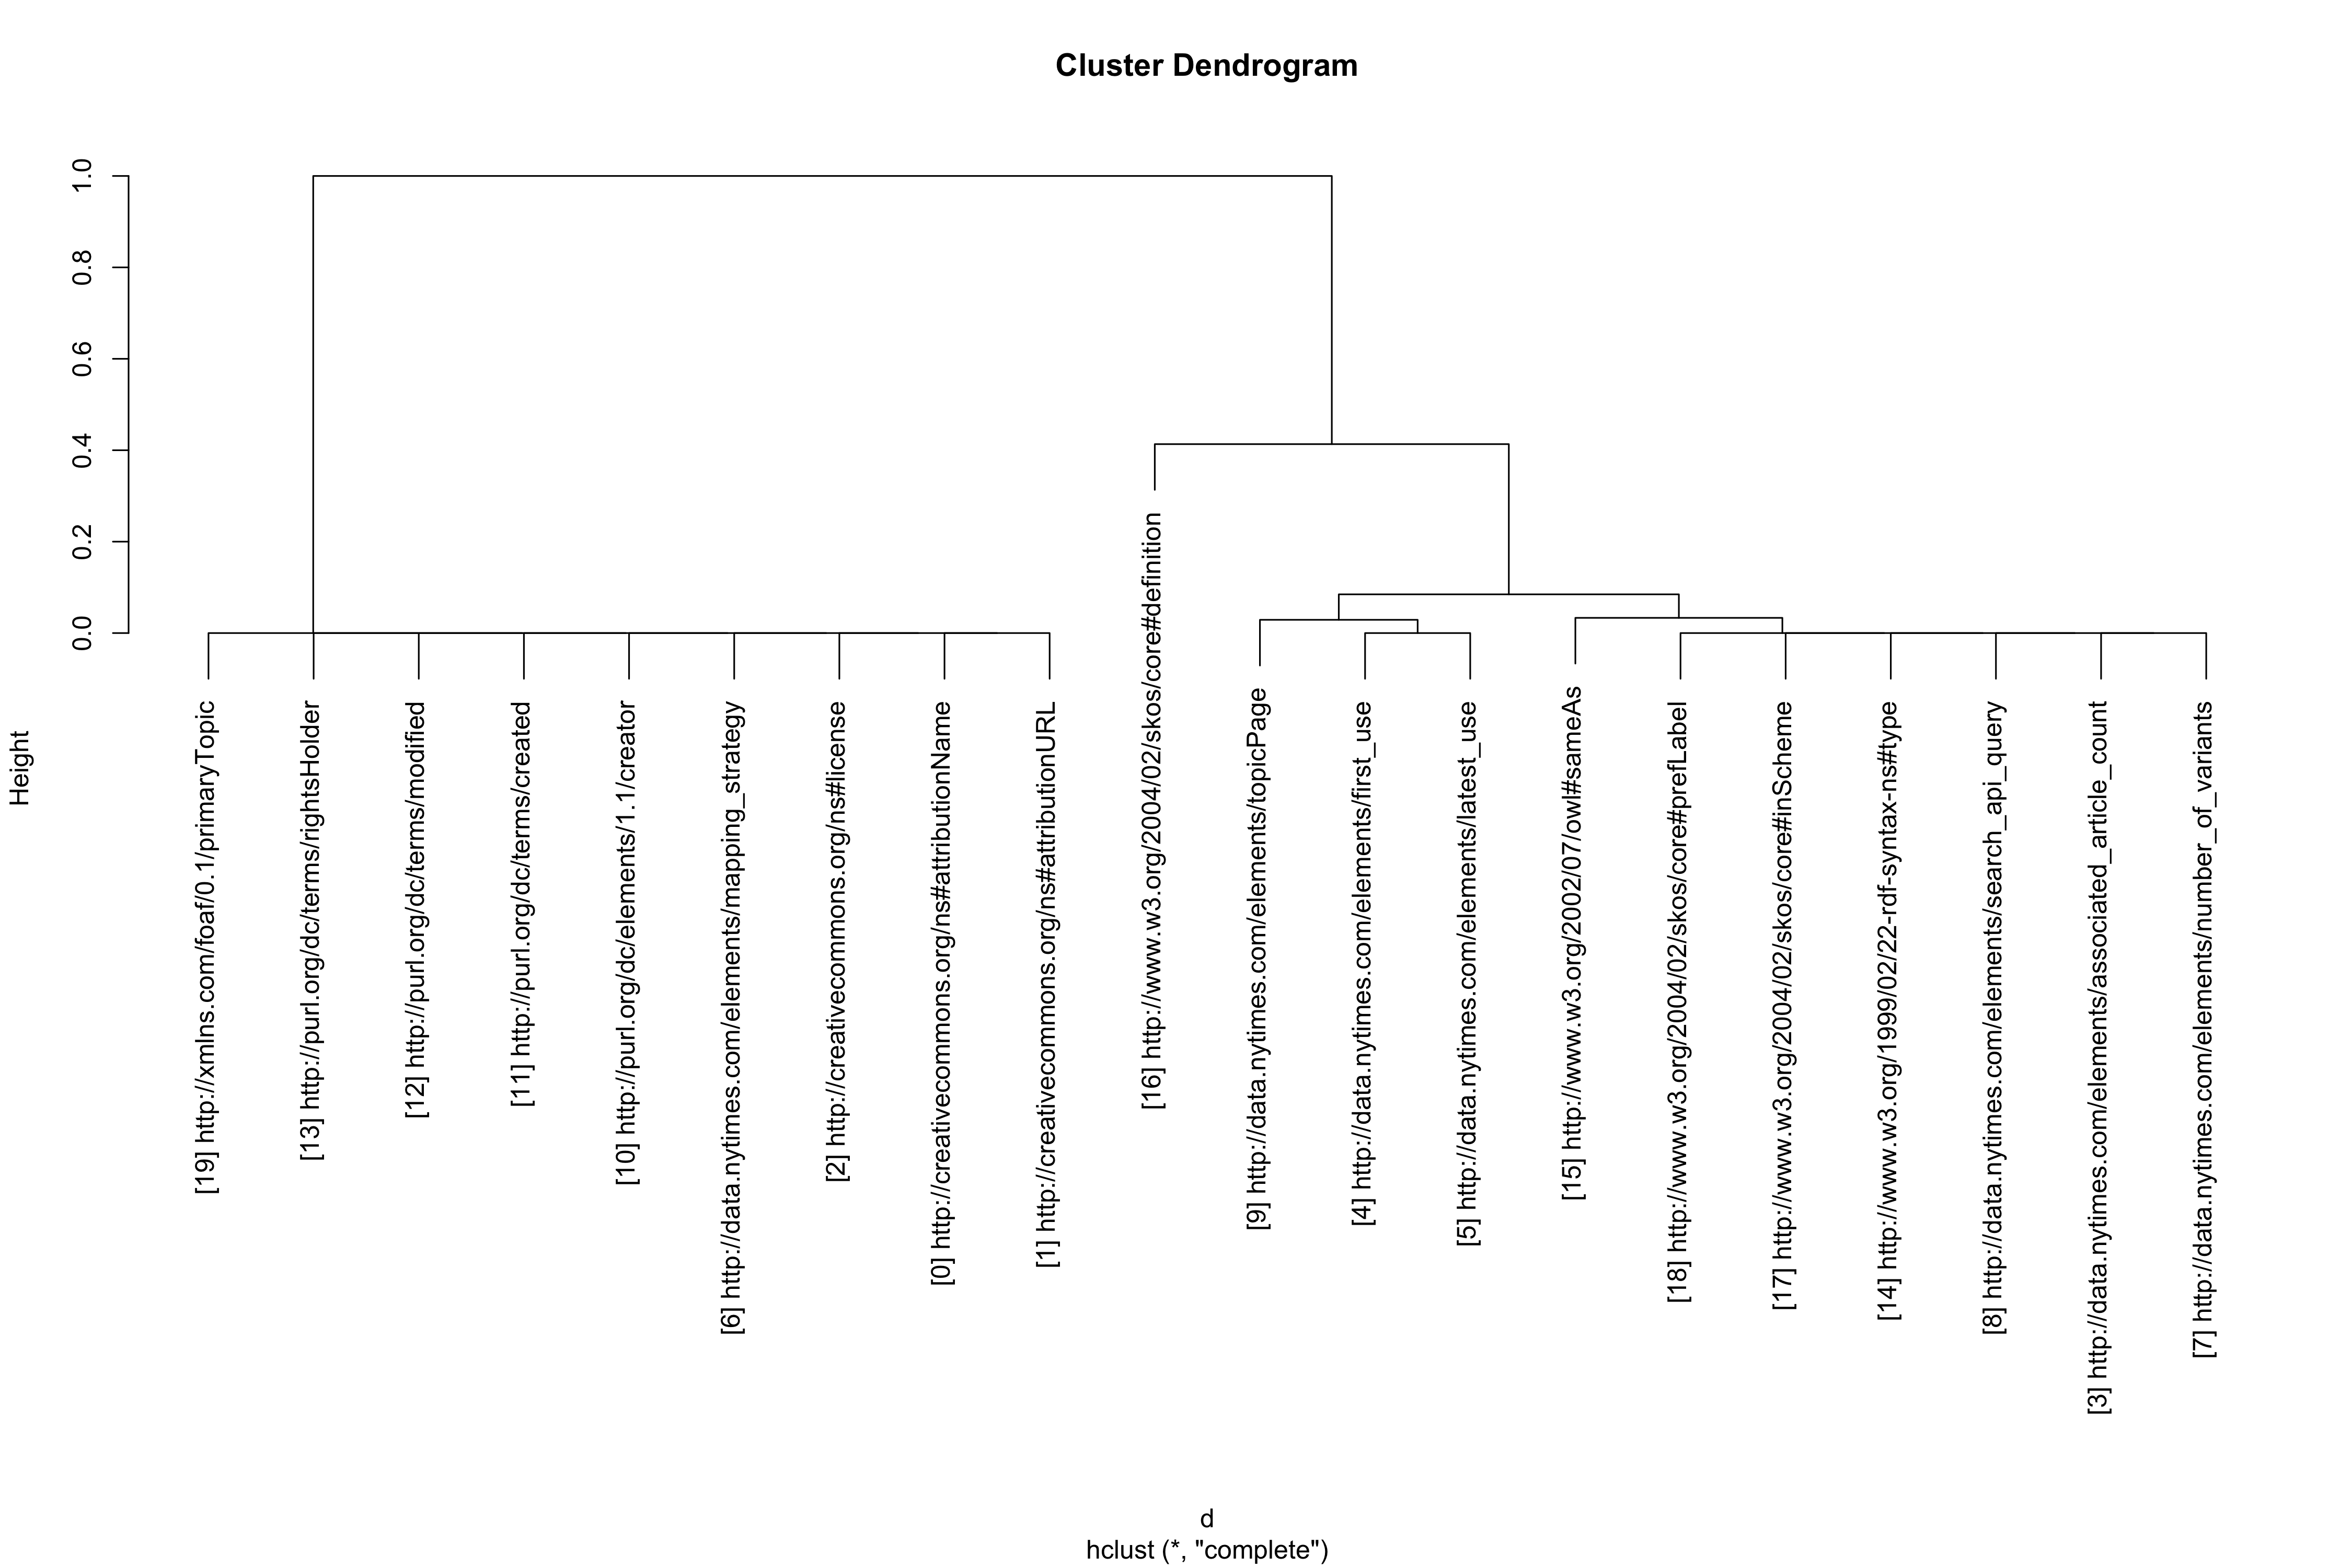 Cluster Dendrogram
Height
1.0
0.8
0.6
0.4
0.2
0.0
[19] http://xmlns.com/foaf/0.1/primaryTopic
[13] http://purl.org/dc/terms/rightsHolder
[12] http://purl.org/dc/terms/modified
[11] http://purl.org/dc/terms/created
[10] http://purl.org/dc/elements/1.1/creator
[6] http://data.nytimes.com/elements/mapping_strategy
[2] http://creativecommons.org/ns#license
[0] http://creativecommons.org/ns#attributionName
[1] http://creativecommons.org/ns#attributionURL
[16] http://www.w3.org/2004/02/skos/core#definition
[9] http://data.nytimes.com/elements/topicPage
[4] http://data.nytimes.com/elements/first_use
[5] http://data.nytimes.com/elements/latest_use
[15] http://www.w3.org/2002/07/owl#sameAs
[18] http://www.w3.org/2004/02/skos/core#prefLabel
[17] http://www.w3.org/2004/02/skos/core#inScheme
[14] http://www.w3.org/1999/02/22-rdf-syntax-ns#type
[8] http://data.nytimes.com/elements/search_api_query
[3] http://data.nytimes.com/elements/associated_article_count
[7] http://data.nytimes.com/elements/number_of_variants
d
hclust (*, "complete")